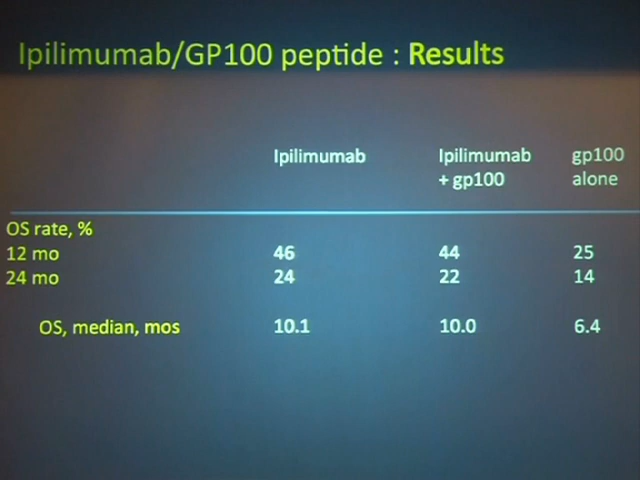 Ipilimumab/GP100 peptide : Results
Ipilimumab Ipilimumab + gp100 gp100 alone
OS rate, %
12 mo 46 44 25
24 mo 24 22 14
OS, median, mos 10.1 10.0 6.4